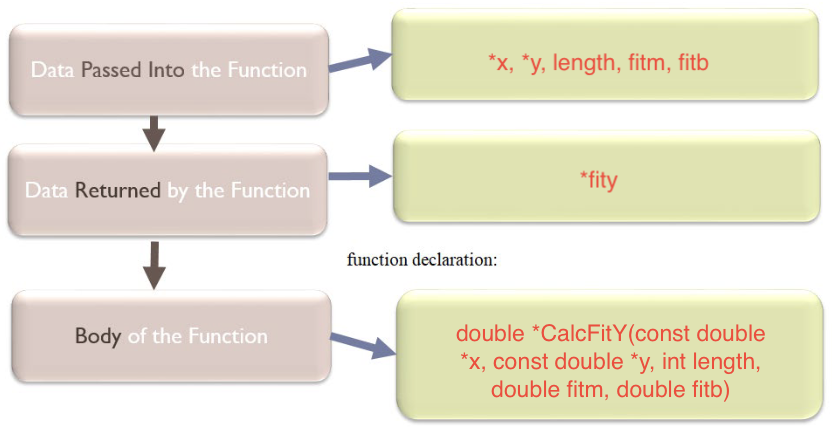 Data Passed Into the Function
*x, *y, length, fitm, fitb
Data Returned by the Function
*fity
function declaration:
Body of the Function
double *CalcFitY(const double
*x, const double *y, int length,
double fitm, double fitb)